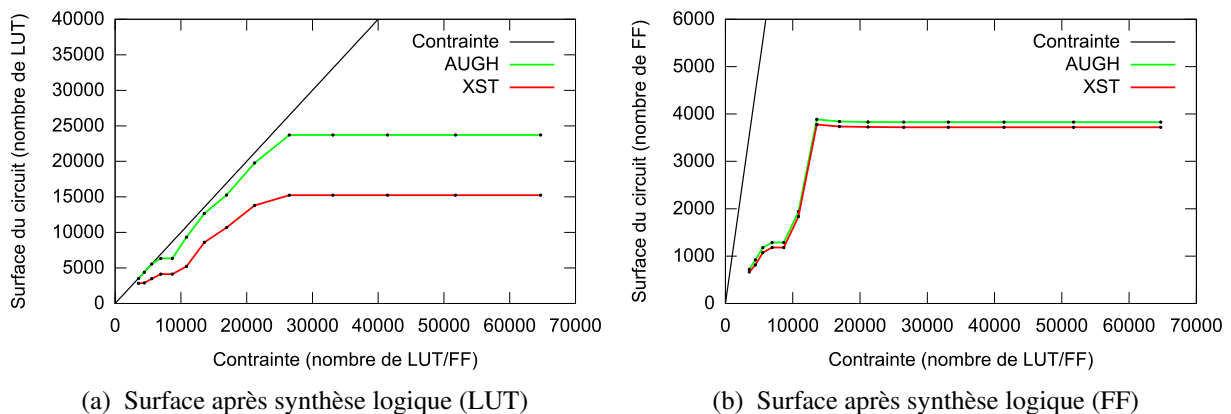 Surface du circuit (nombre de LUT)
40000
35000
30000
25000
20000
15000
10000
5000
0
Contrainte
AUGH
XST
0 10000 20000 30000 40000 50000 60000 70000
Contrainte (nombre de LUT/FF)
(a) Surface après synthèse logique (LUT)
Surface du circuit (nombre de FF)
6000
5000
4000
3000
2000
1000
0
Contrainte
AUGH
XST
0 10000 20000 30000 40000 50000 60000 70000
Contrainte (nombre de LUT/FF)
(b) Surface après synthèse logique (FF)